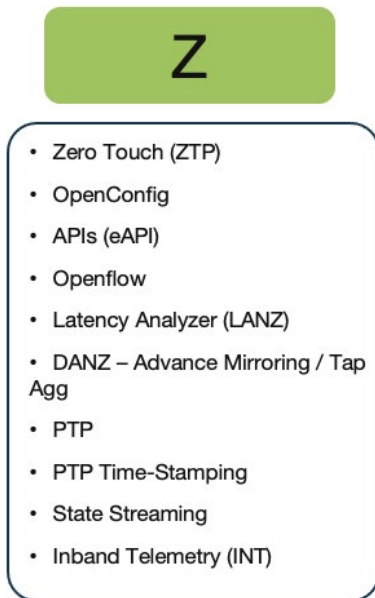 Z
• Zero Touch (ZTP)
• OpenConfig
• APIs (eAPI)
• Openflow
• Latency Analyzer (LANZ)
• DANZ – Advance Mirroring / Tap
Agg
• PTP
• PTP Time-Stamping
• State Streaming
• Inband Telemetry (INT)